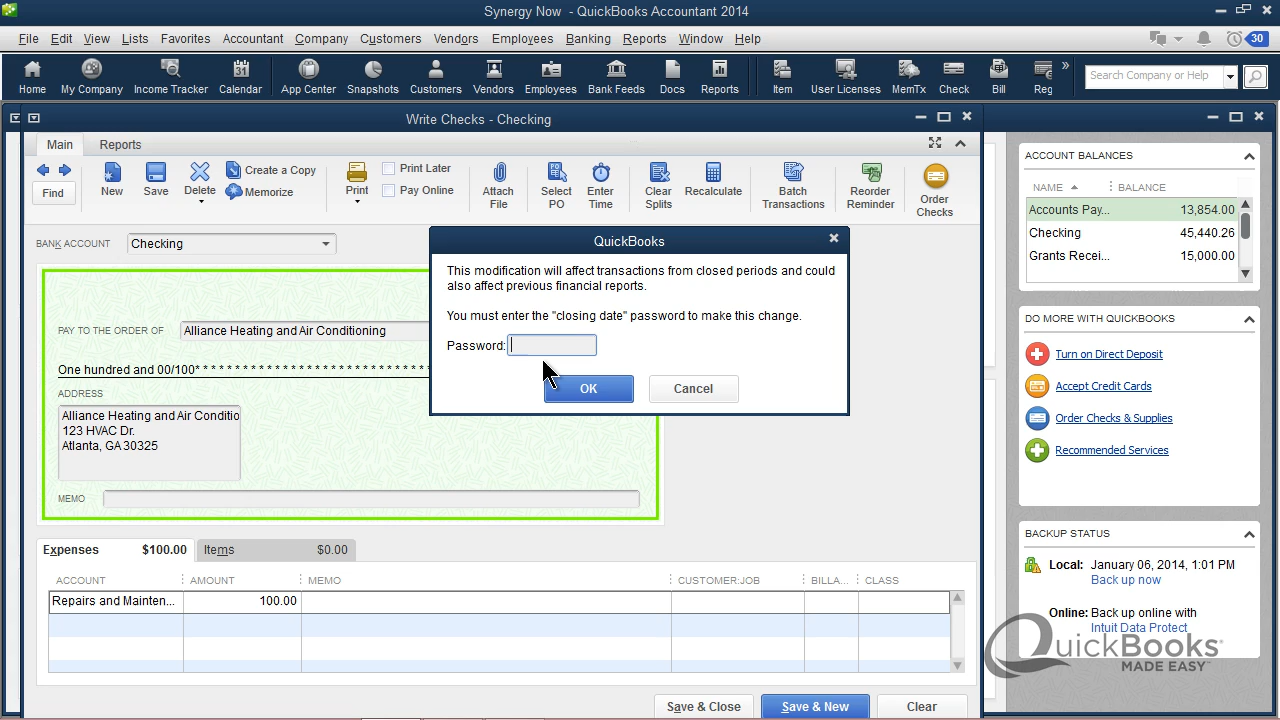 Synergy Now - QuickBooks Accountant 2014
File Edit View Lists Favorites Accountant Company Customers Vendors Employees Banking Reports Window Help
30
Home My Company Income Tracker Calendar App Center Snapshots Customers Vendors Employees Bank Feeds Docs Reports Item User Licenses MemTx Check Bill Reg »
31
Search Company or Help
Write Checks - Checking
Main Reports
Find
New Save Delete
Create a Copy
Memorize
Print
Print Later
Pay Online
Attach
File
Select
PO
Enter
Time
Clear
Splits
Recalculate
Batch
Transactions
Reorder
Reminder
Order
Checks
BANK ACCOUNT Checking
PAY TO THE ORDER OF Alliance Heating and Air Conditioning
One hundred and 00/100* * * * * * * * * * * * * * * * * * * * * * * * * * * * * *
ADDRESS
Alliance Heating and Air Conditio
123 HVAC Dr.
Atlanta, GA 30325
MEMO
QuickBooks
This modification will affect transactions from closed periods and could
also affect previous financial reports.
You must enter the "closing date" password to make this change.
Password:
OK Cancel
Expenses $100.00 Items $0.00
ACCOUNT AMOUNT MEMO CUSTOMER:JOB BILLA... CLASS
Repairs and Mainten... 100.00
Save & Close Save & New Clear
ACCOUNT BALANCES
NAME BALANCE
Accounts Pay... 13,854.00
Checking 45,440.26
Grants Recei... 15,000.00
DO MORE WITH QUICKBOOKS
Turn on Direct Deposit
Accept Credit Cards
Order Checks & Supplies
Recommended Services
BACKUP STATUS
Local: January 06, 2014, 1:01 PM
Back up now
Online: Back up online with
Intuit Data Protect
QuickBooks
MADE EASY™